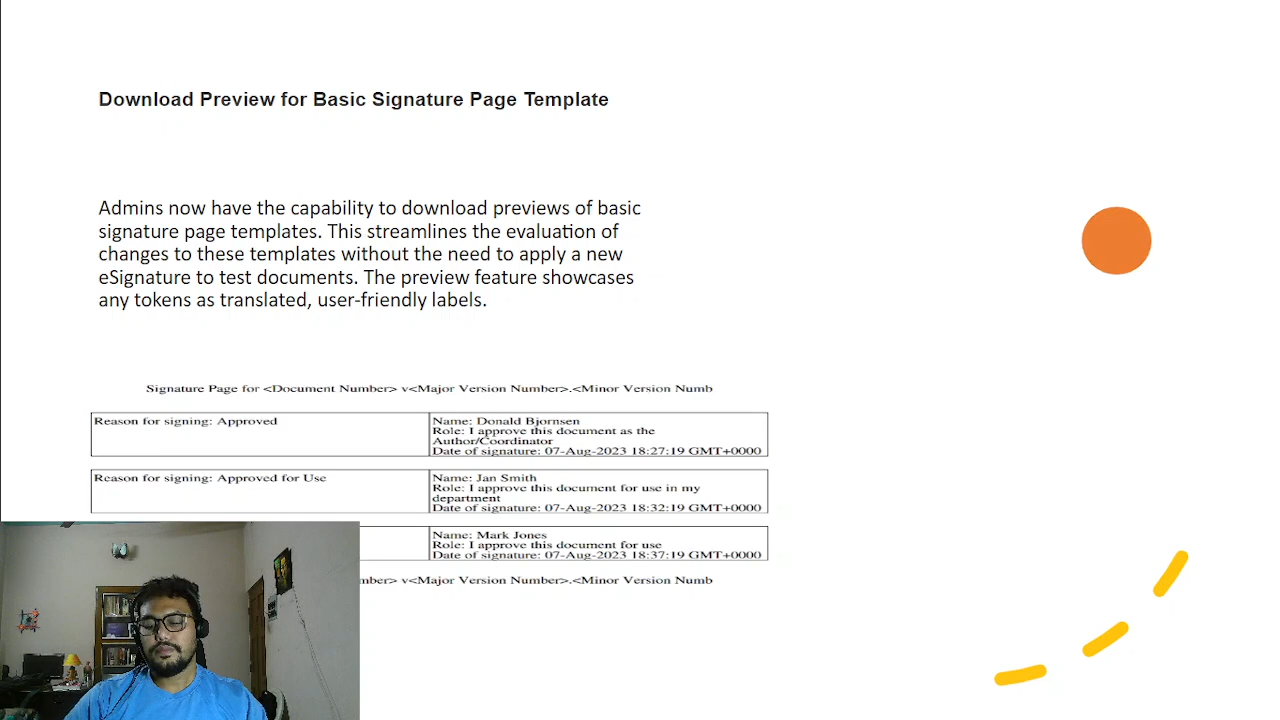 Download Preview for Basic Signature Page Template
Admins now have the capability to download previews of basic
signature page templates. This streamlines the evaluation of
changes to these templates without the need to apply a new
eSignature to test documents. The preview feature showcases
any tokens as translated, user-friendly labels.
Signature Page for <Document Number> v<Major Version Number>.<Minor Version Numb
Reason for signing: Approved
Name: Donald Bjornsen
Role: I approve this document as the
Author/Coordinator
Date of signature: 07-Aug-2023 18:27:19 GMT+0000
Reason for signing: Approved for Use
Name: Jan Smith
Role: I approve this document for use in my
department
Date of signature: 07-Aug-2023 18:32:19 GMT+0000
Name: Mark Jones
Role: I approve this document for use
Date of signature: 07-Aug-2023 18:37:19 GMT+0000
mber> v<Major Version Number>.<Minor Version Numb